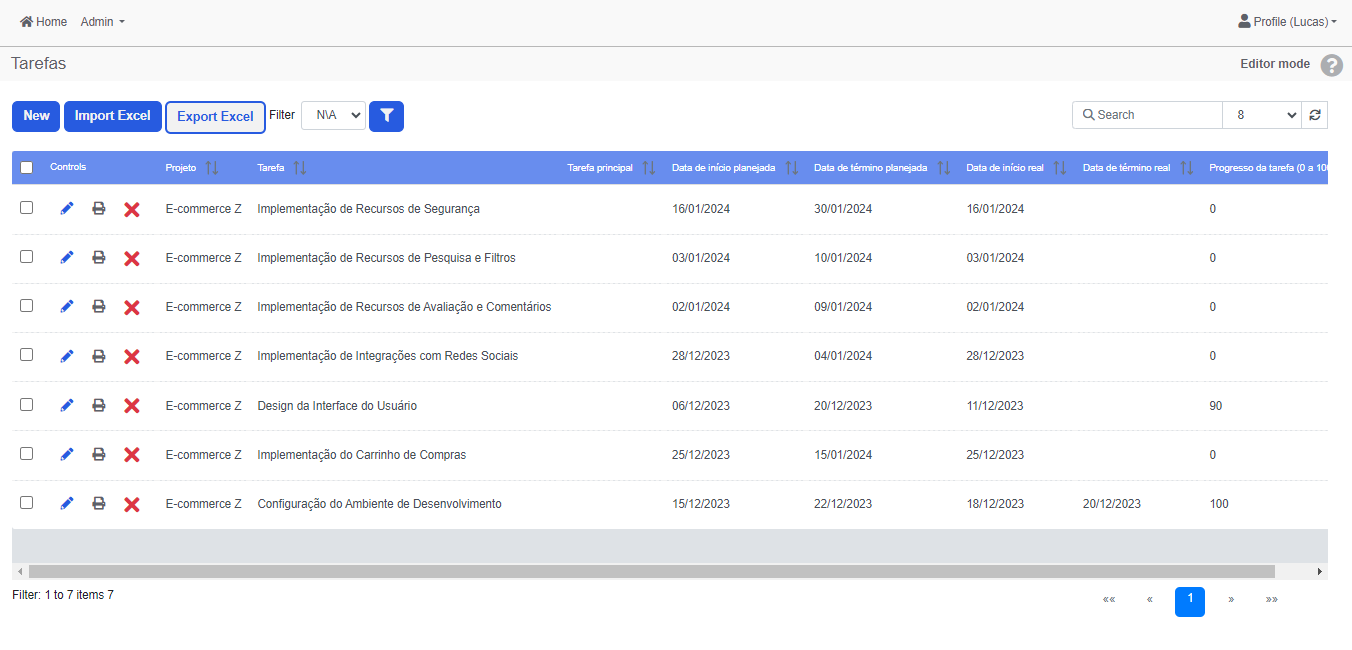 Home Admin Profile (Lucas)
Tarefas Editor mode ?
New Import Excel Export Excel Filter N\A Search 8
Controls Projeto Tarefa Tarefa principal Data de início planejada Data de término planejada Data de início real Data de término real Progresso da tarefa (0 a 100
E-commerce Z Implementação de Recursos de Segurança 16/01/2024 30/01/2024 16/01/2024 0
E-commerce Z Implementação de Recursos de Pesquisa e Filtros 03/01/2024 10/01/2024 03/01/2024 0
E-commerce Z Implementação de Recursos de Avaliação e Comentários 02/01/2024 09/01/2024 02/01/2024 0
E-commerce Z Implementação de Integrações com Redes Sociais 28/12/2023 04/01/2024 28/12/2023 0
E-commerce Z Design da Interface do Usuário 06/12/2023 20/12/2023 11/12/2023 90
E-commerce Z Implementação do Carrinho de Compras 25/12/2023 15/01/2024 25/12/2023 0
E-commerce Z Configuração do Ambiente de Desenvolvimento 15/12/2023 22/12/2023 18/12/2023 20/12/2023 100
Filter: 1 to 7 items 7 «« « 1 » »»